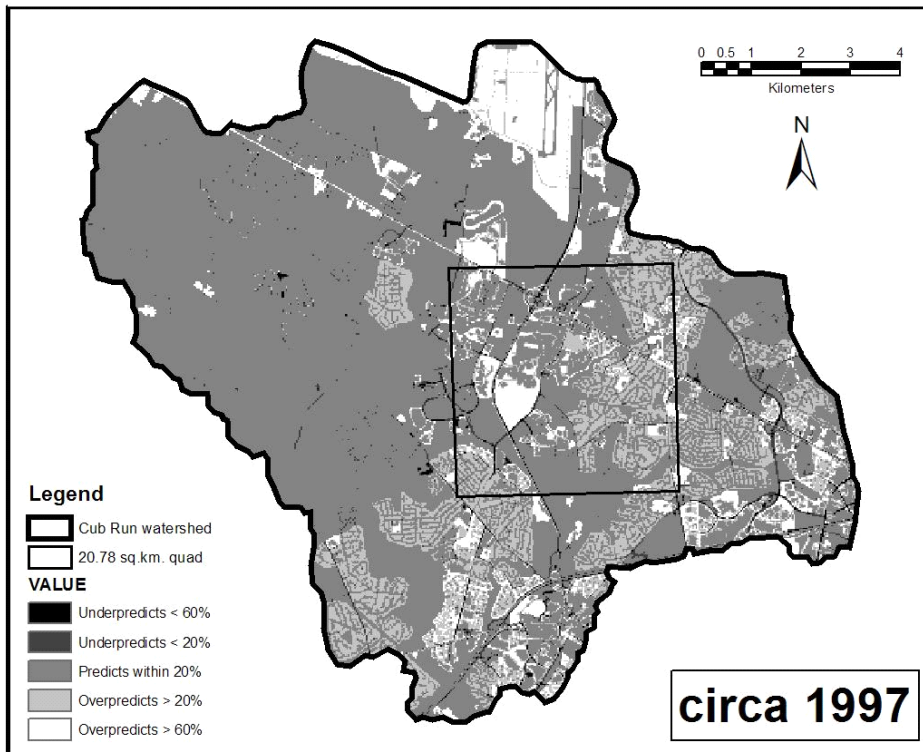 0 0.5 1 2 3 4
Kilometers
N
Legend
Cub Run watershed
20.78 sq.km. quad
VALUE
Underpredicts < 60%
Underpredicts < 20%
Predicts within 20%
Overpredicts > 20%
Overpredicts > 60%
circa 1997